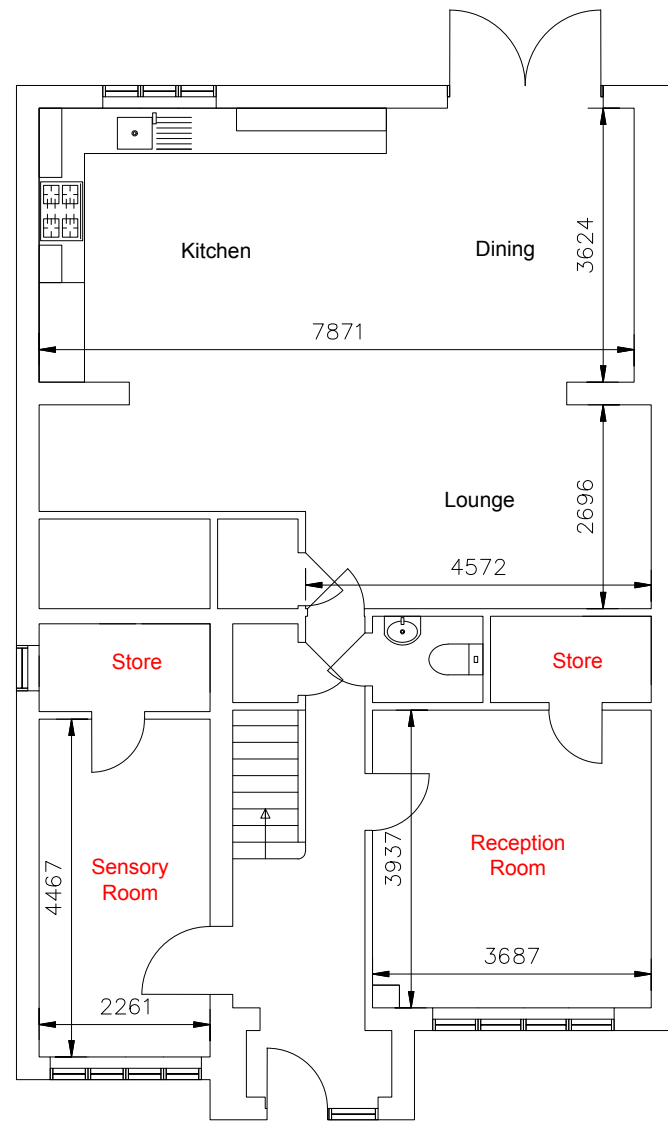 Kitchen
Dining
3624
7871
Lounge
2696
4572
Store
Store
4467
Sensory
Room
3937
Reception
Room
3687
2261